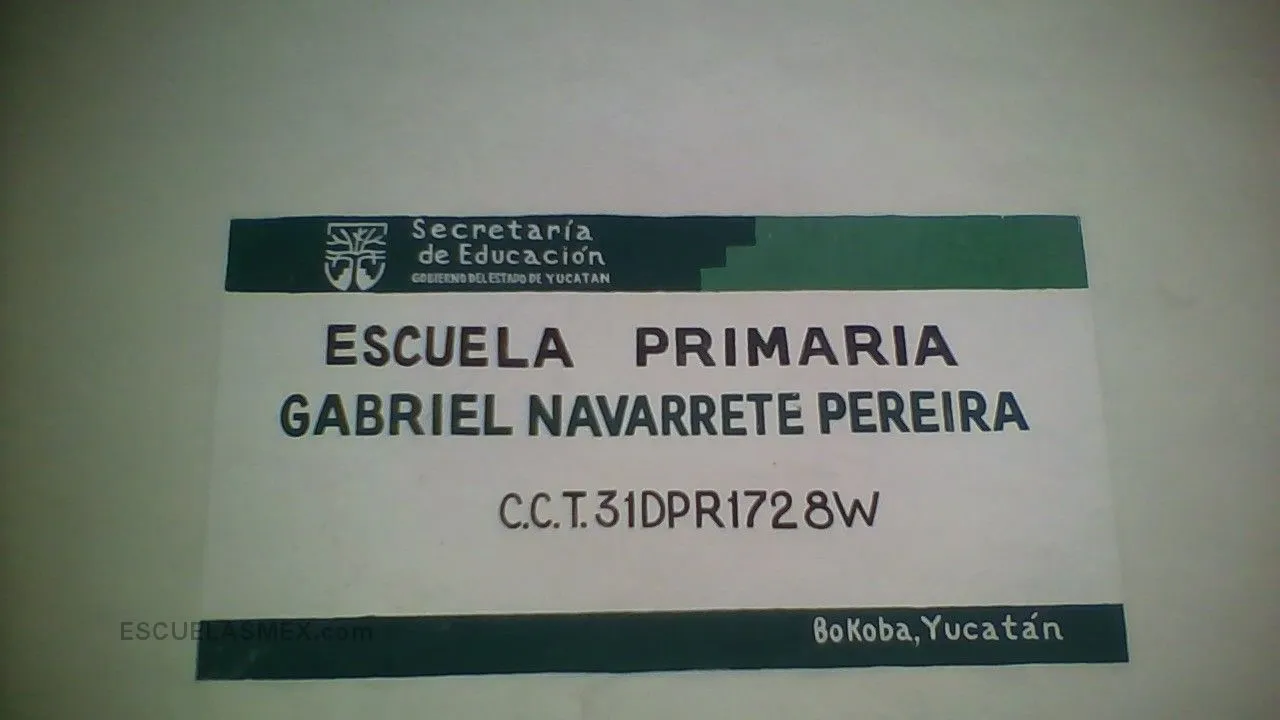 Secretaría
de Educación
GOBIERNO DEL ESTADO DE YUCATAN
ESCUELA PRIMARIA
GABRIEL NAVARRETE PEREIRA
C.C.T.31DPR1728W
BoKoba,Yucatán
ESCUELASMEX.com